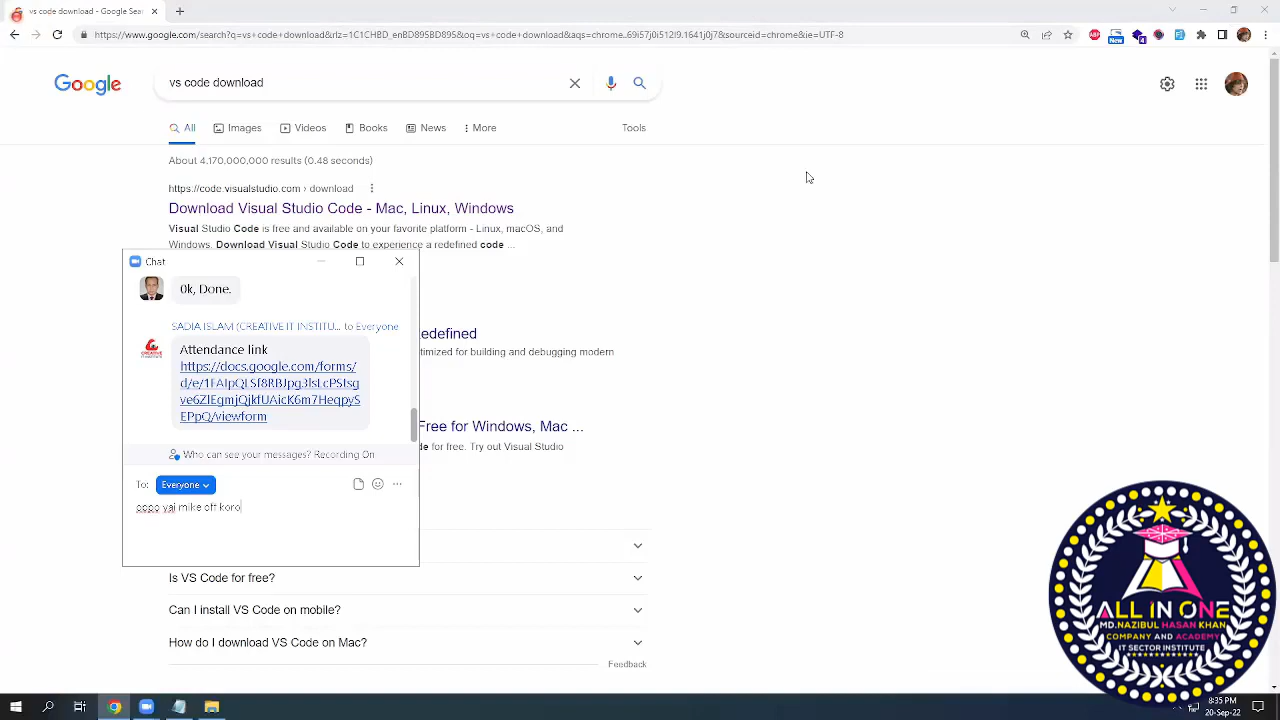 vs code download - Google Sear
https://www.google.com/search?q=vs+code+download&rlz=1C1CHBD_enBD895BD895&oq=vs+code+download&aqs=chrome..69i57j0i512l9.1641j0j7&sourceid=chrome&ie=UTF-8
New
4
Google
vs code download
All
Images
Videos
Books
News
More
Tools
About 4,170,000,000 results (0.48 seconds)
https://code.visualstudio.com › download
Download Visual Studio Code - Mac, Linux, Windows
Visual Studio Code is free and available on your favorite platform - Linux, macOS, and
Windows. Download Visual Studio Code to experience a redefined code ...
Chat
Ok, Done.
SADIA ISLAM (CREATIVE IT INSTITU... to Everyone
edefined
Attendance link
timized for building and debugging modern
https://docs.google.com/forms/
Free for Windows, Mac ...
de for free. Try out Visual Studio
EPpQ/viewform
Who can see your messages? Recording On
To: Everyone
mike off koro
Is VS Code for free?
Can I install VS Code on mobile?
How do I download VS Code on Mac?
Feedback
ALL IN ONE
MD.NAZIBUL HASAN KHAN
COMPANY AND ACADEMY
IT SECTOR INSTITUTE
8:35 PM
20-Sep-22